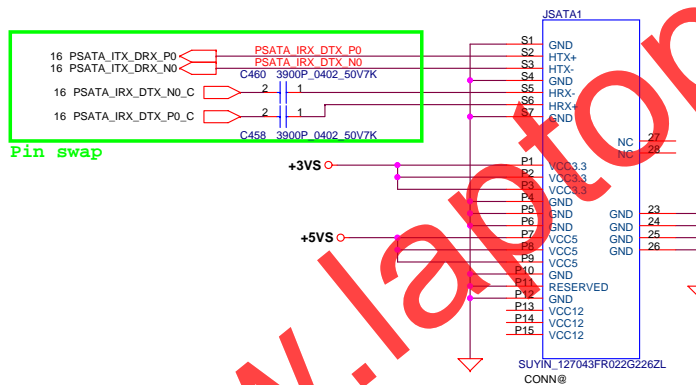 JSATA1
16 PSATA_ITX_DRX_P0
16 PSATA_ITX_DRX_N0
PSATA_IRX_DTX_P0
PSATA_IRX_DTX_N0
C460 3900P_0402_50V7K
16 PSATA_IRX_DTX_N0_C 2 1
16 PSATA_IRX_DTX_P0_C 2 1
C458 3900P_0402_50V7K
Pin swap
+3VS
+5VS
S1 GND
S2 HTX+
S3 HTX-
S4 GND
S5 HRX-
S6 HRX+
S7 GND
P1 VCC3.3
P2 VCC3.3
P3 VCC3.3
P4 GND
P5 GND
P6 GND
P7 VCC5
P8 VCC5
P9 VCC5
P10 GND
P11 RESERVED
P12 GND
P13 VCC12
P14 VCC12
P15 VCC12
NC 27
NC 28
GND 23
GND 24
GND 25
GND 26
SUYIN_127043FR022G226ZL
CONN@
w.laptop